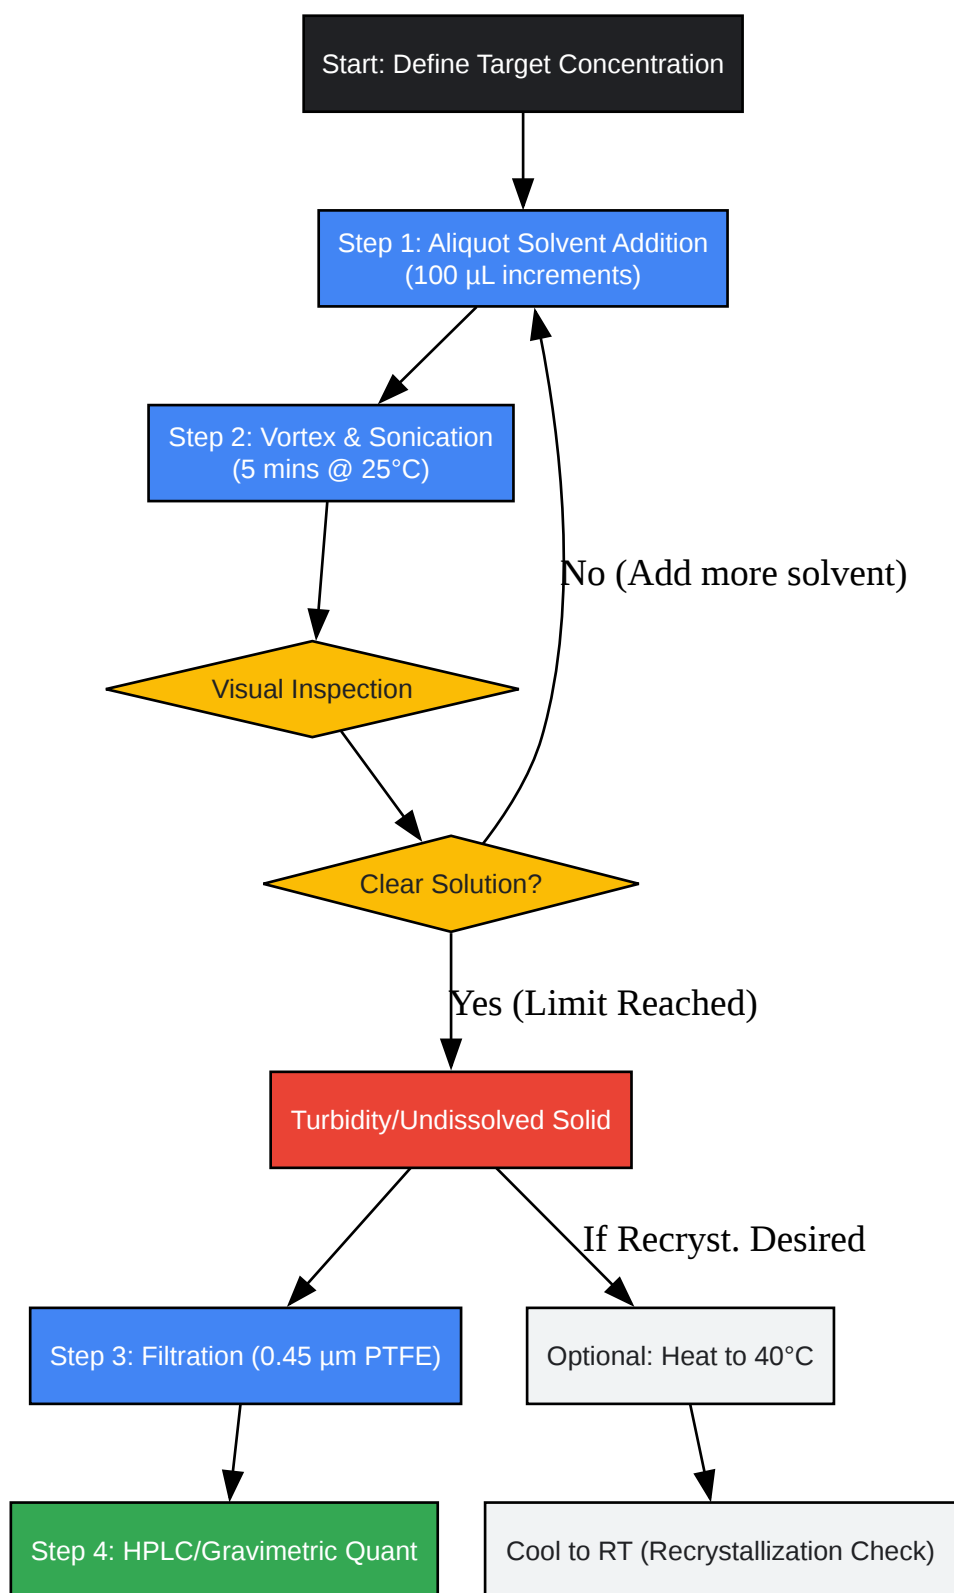 Start: Define Target Concentration
Step 1: Aliquot Solvent Addition
(100 µL increments)
Step 2: Vortex & Sonication
(5 mins @ 25°C)
No (Add more solvent)
Visual Inspection
Clear Solution?
Yes (Limit Reached)
Turbidity/Undissolved Solid
If Recryst. Desired
Step 3: Filtration (0.45 µm PTFE)
Optional: Heat to 40°C
Step 4: HPLC/Gravimetric Quant
Cool to RT (Recrystallization Check)